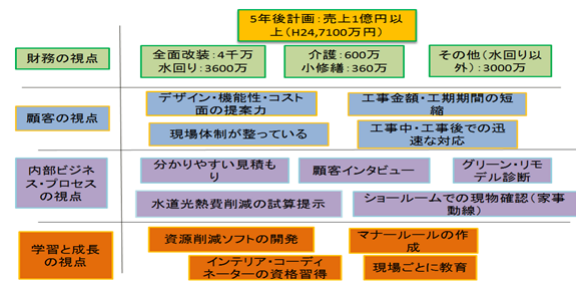 5年後計画：売上1億円以
上（H24,7100万円）
財務の視点
全面改装：4千万
水回り：3600万
介護：600万
小修繕：360万
その他（水回り以
外）：3000万
顧客の視点
デザイン・機能性・コスト
面の提案力
工事金額・工期期間の短
縮
現場体制が整っている
工事中・工事後での迅
速な対応
内部ビジネ
ス・プロセス
の視点
分かりやすい見積も
り
顧客インタビュー
グリーン・リモ
デル診断
水道光熱費削減の試算提示
ショールームでの現物確認（家事
動線）
学習と成長
の視点
資源削減ソフトの開発
マナールールの作
成
インテリア・コーディ
ネーターの資格習得
現場ごとに教育